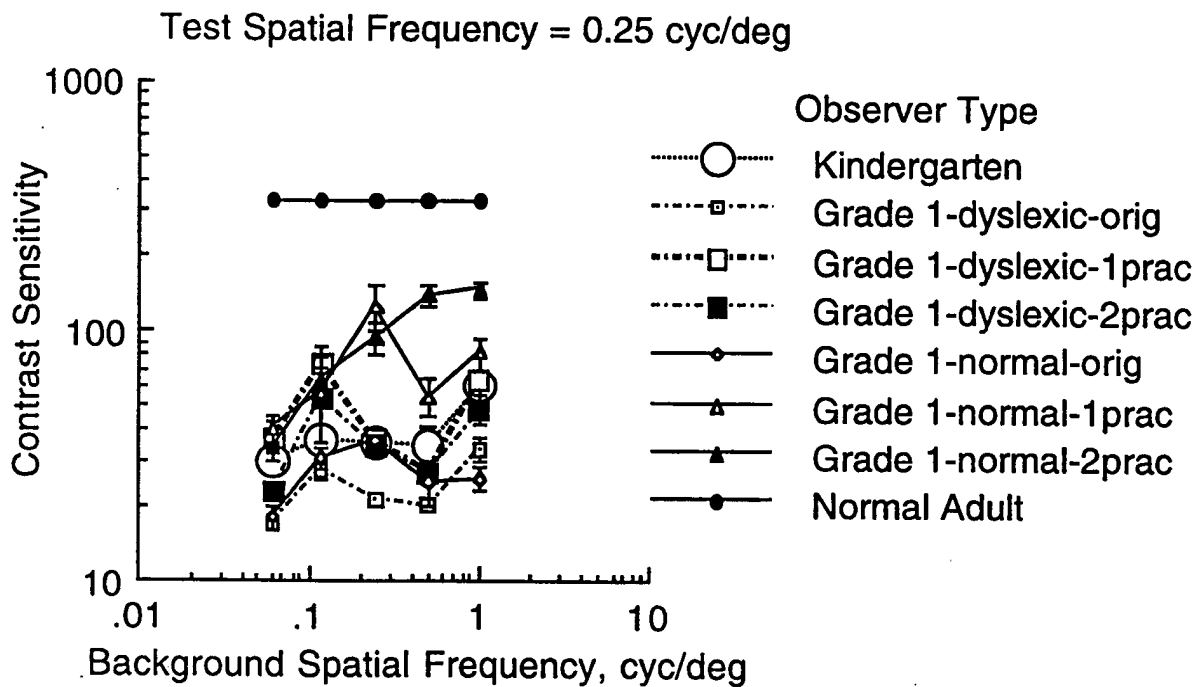 Test Spatial Frequency = 0.25 cyc/deg
1000
100
10
Contrast Sensitivity
.01
.1
1
10
Background Spatial Frequency, cyc/deg
Observer Type
Kindergarten
Grade 1-dyslexic-orig
Grade 1-dyslexic-1prac
Grade 1-dyslexic-2prac
Grade 1-normal-orig
Grade 1-normal-1prac
Grade 1-normal-2prac
Normal Adult